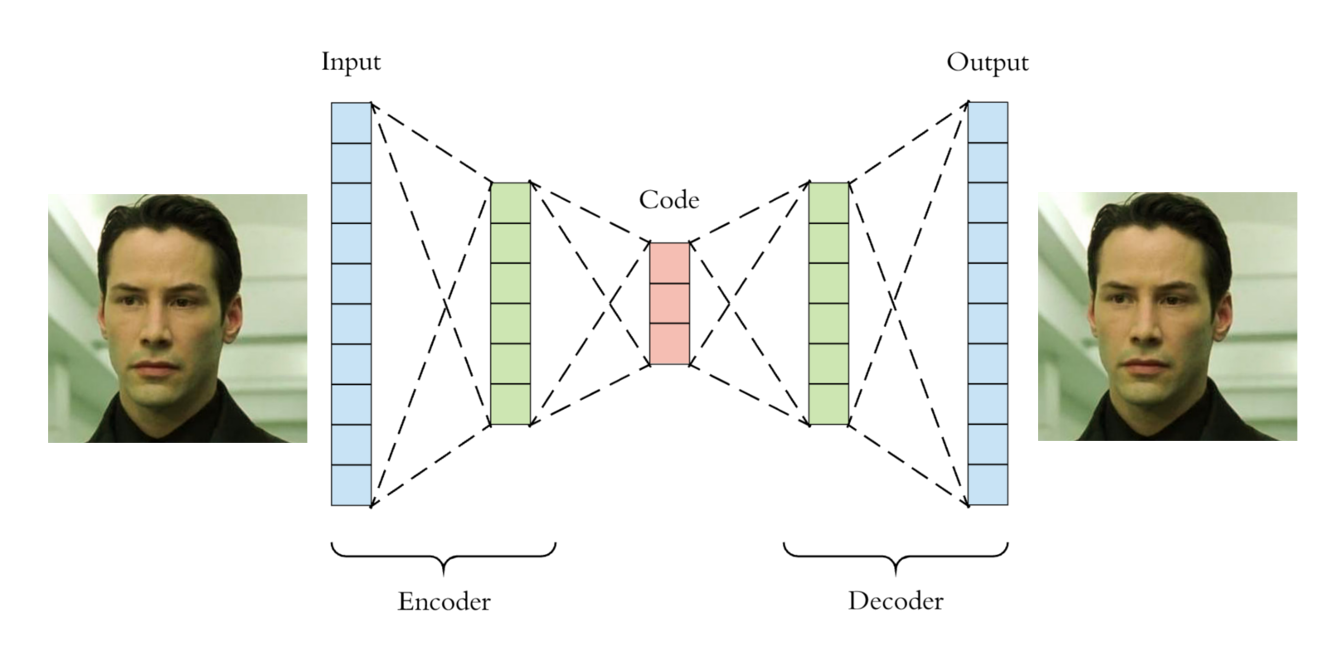 Input
Output
Code
Encoder
Decoder